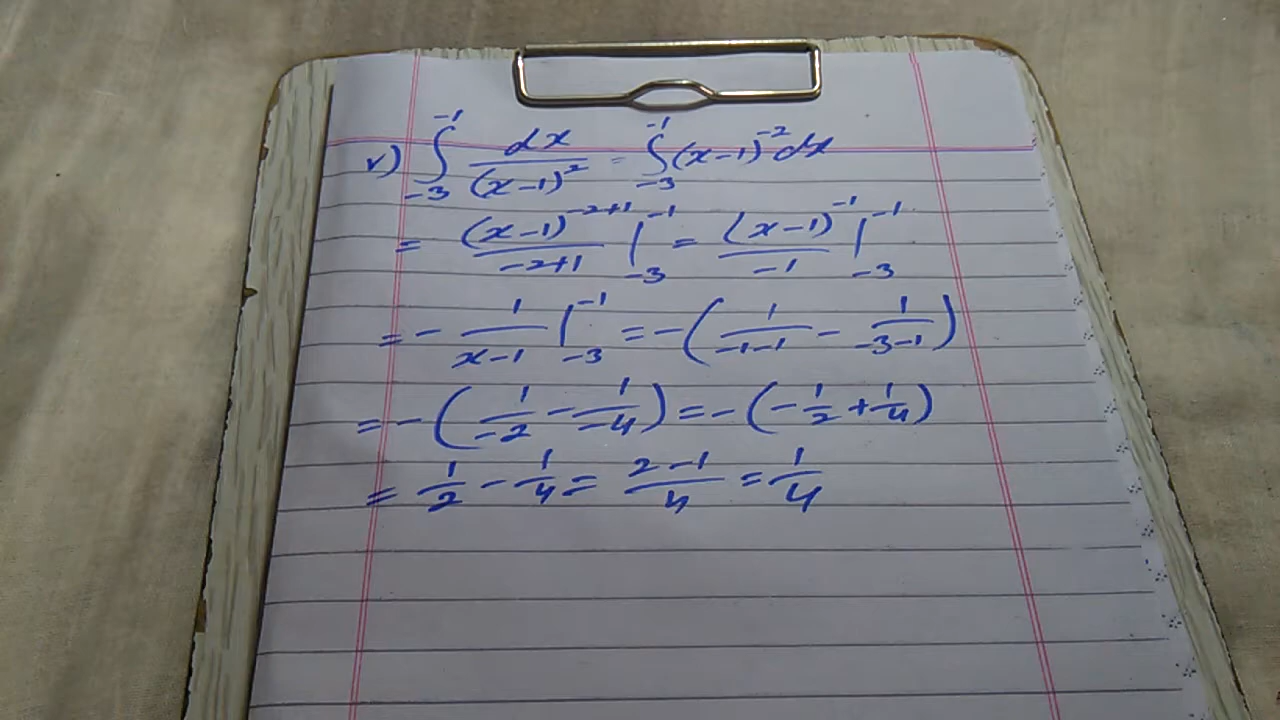 v) ∫_{-3}^{-1} dx/(x-1)^2 = ∫_{-3}^{-1} (x-1)^{-2} dx
= (x-1)^{-2+1}/(-2+1) |_{-3}^{-1} = (x-1)^{-1}/(-1) |_{-3}^{-1}
= - 1/(x-1) |_{-3}^{-1} = -(1/(-1-1) - 1/(-3-1))
= -(1/(-2) - 1/(-4)) = -(-1/2 + 1/4)
= 1/2 - 1/4 = (2-1)/4 = 1/4